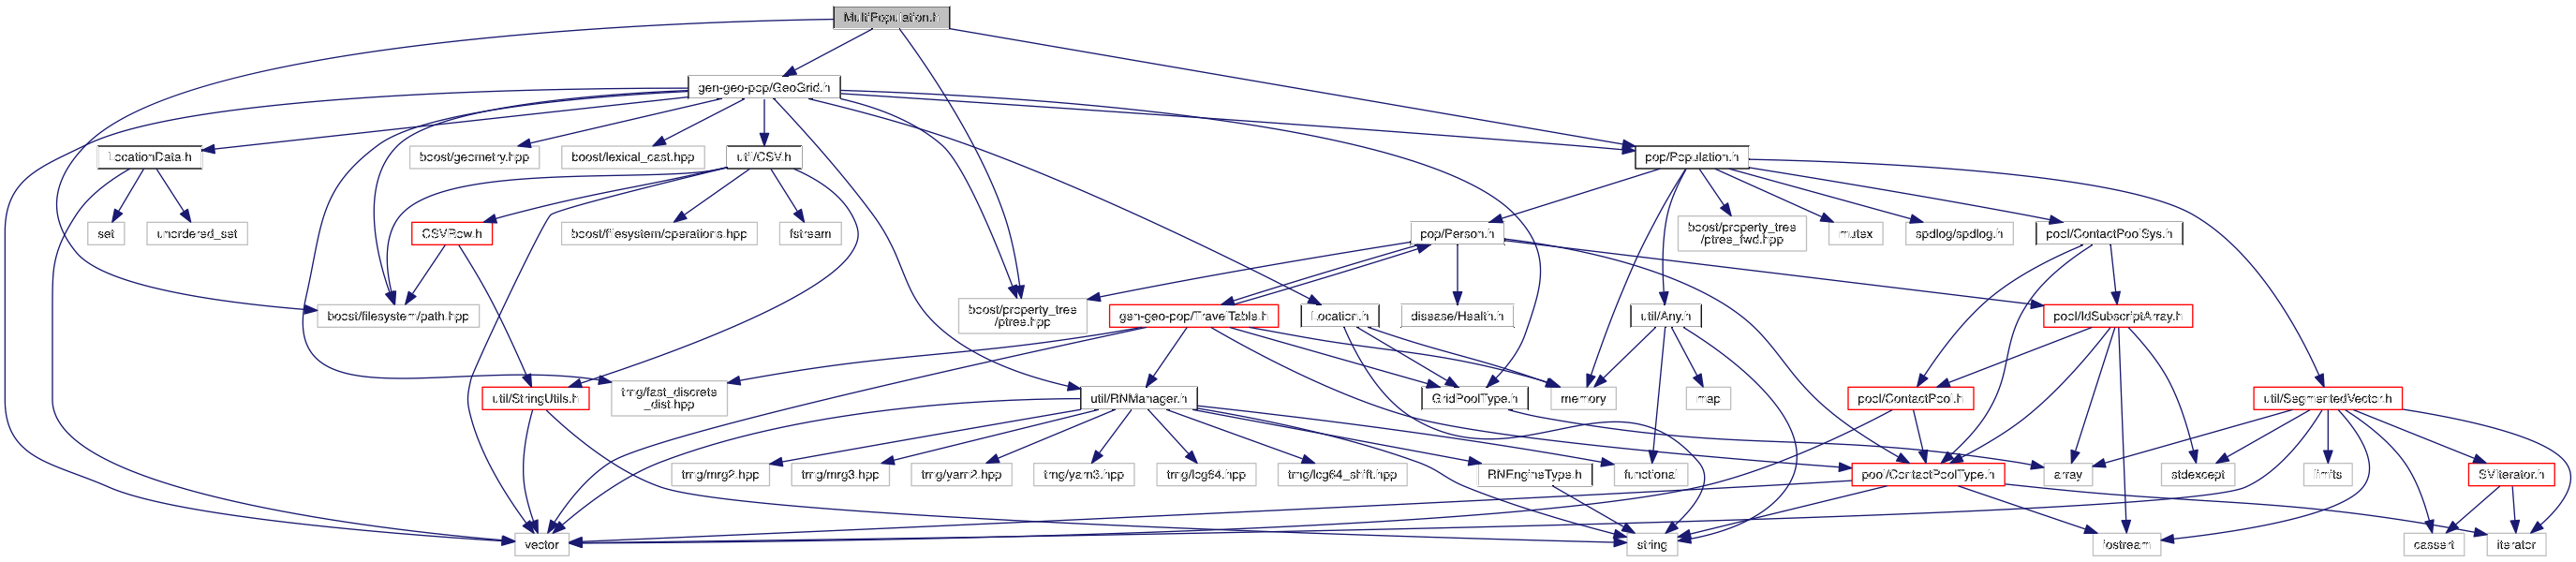 MultiPopulation.h
gen-geo-pop/GeoGrid.h
LocationData.h
boost/geometry.hpp
boost/lexical_cast.hpp
util/CSV.h
pop/Population.h
set
unordered_set
CSVRow.h
boost/filesystem/operations.hpp
fstream
pop/Person.h
boost/property_tree
/ptree_fwd.hpp
mutex
spdlog/spdlog.h
pool/ContactPoolSys.h
boost/filesystem/path.hpp
boost/property_tree
/ptree.hpp
gen-geo-pop/TravelTable.h
Location.h
disease/Health.h
util/Any.h
pool/IdSubscriptArray.h
util/StringUtils.h
trng/fast_discrete
_dist.hpp
util/RNManager.h
GridPoolType.h
memory
map
pool/ContactPool.h
util/SegmentedVector.h
trng/mrg2.hpp
trng/mrg3.hpp
trng/yarn2.hpp
trng/yarn3.hpp
trng/lcg64.hpp
trng/lcg64_shift.hpp
RNEngineType.h
functional
pool/ContactPoolType.h
array
stdexcept
limits
SVIterator.h
vector
string
iostream
cassert
iterator